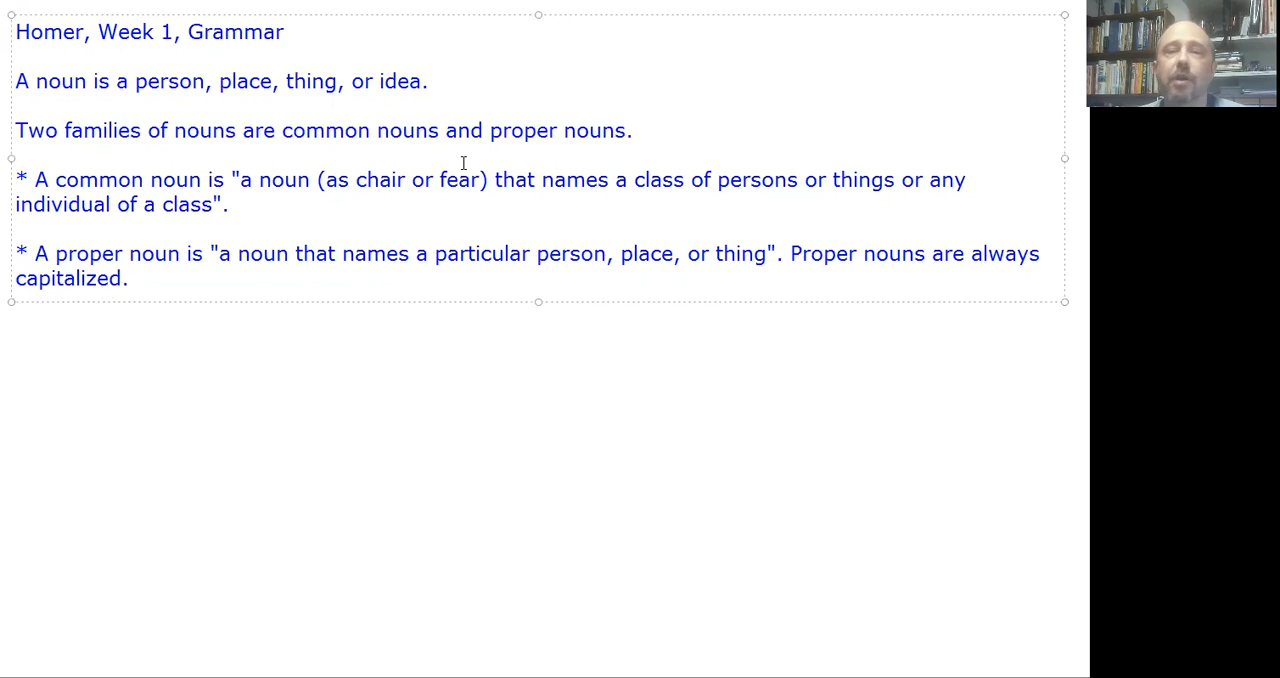 Homer, Week 1, Grammar
A noun is a person, place, thing, or idea.
Two families of nouns are common nouns and proper nouns.
* A common noun is "a noun (as chair or fear) that names a class of persons or things or any
individual of a class".
* A proper noun is "a noun that names a particular person, place, or thing". Proper nouns are always
capitalized.